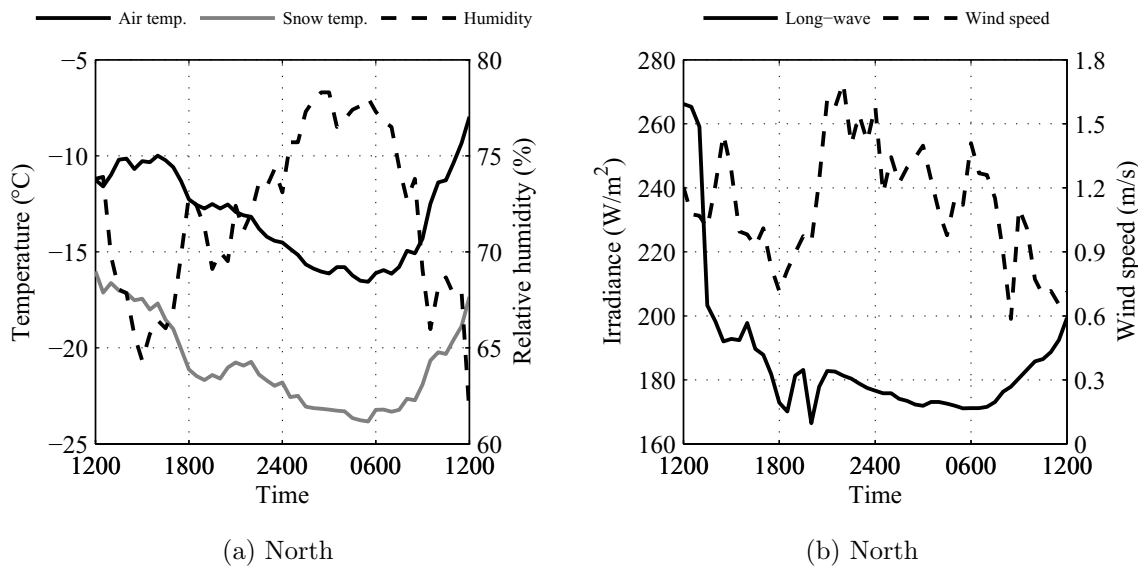 Air temp. Snow temp. Humidity
−5
−10
−15
−20
−25
Temperature (°C)
80
75
70
65
60
Relative humidity (%)
1200 1800 2400 0600 1200
Time
(a) North
Long−wave Wind speed
280
260
240
220
200
180
160
Irradiance (W/m²)
1.8
1.5
1.2
0.9
0.6
0.3
0
Wind speed (m/s)
1200 1800 2400 0600 1200
Time
(b) North